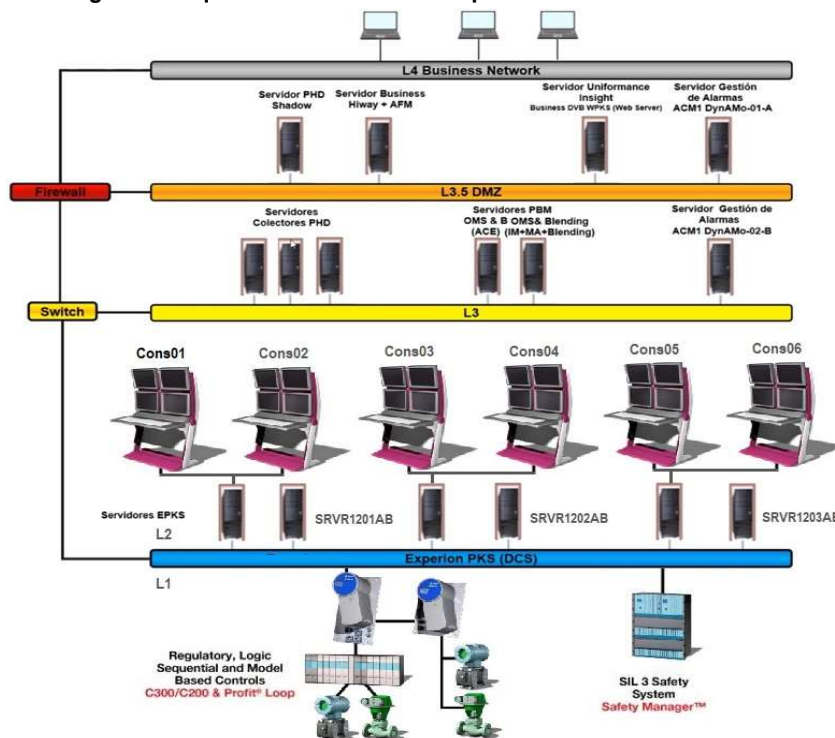 L4 Business Network
Servidor PHD
Shadow
Servidor Business
Hiway + AFM
Servidor Uniformance
Insight
Business DVB WPKS (Web Server)
Servidor Gestión
de Alarmas
ACM1 DynAMo-01-A
Firewall
L3.5 DMZ
Servidores
Colectores PHD
Servidores PBM
OMS & B OMS& Blending
(ACE) (IM+MA+Blending)
Servidor Gestión de
Alarmas
ACM1 DynAMo-02-B
Switch
L3
Cons01
Cons02
Cons03
Cons04
Cons05
Cons06
Servidores EPKS
SRVR1201AB
SRVR1202AB
SRVR1203AB
L2
Experion PKS (DCS)
L1
Regulatory, Logic
Sequential and Model
Based Controls
C300/C200 & Profit® Loop
SIL 3 Safety
System
Safety Manager™